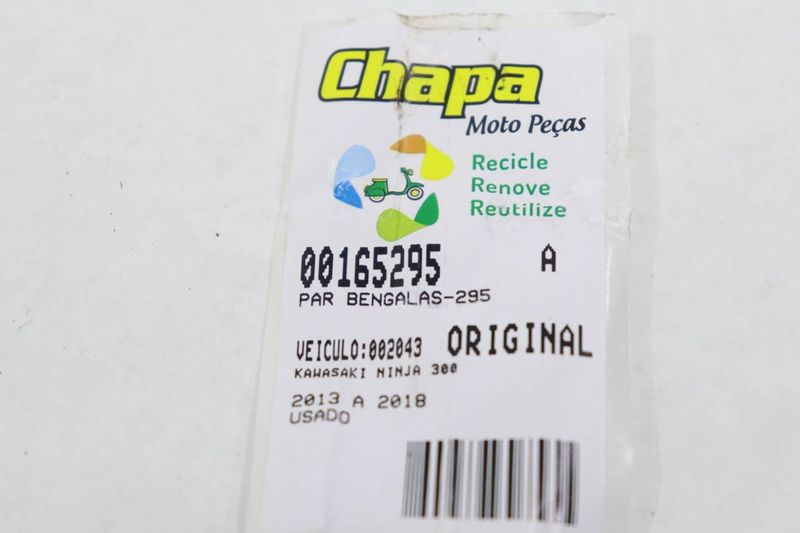 Chapa
Moto Peças
Recicle
Renove
Reutilize
00165295 A
PAR BENGALAS-295
VEICULO:002043 ORIGINAL
KAWASAKI NINJA 300
2013 A 2018
USADO